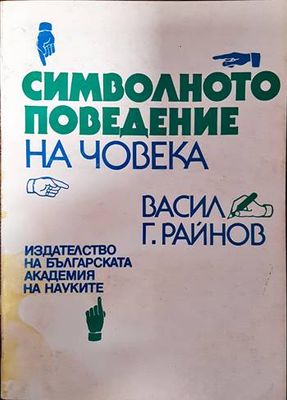 СИМВОЛНОТО
ПОВЕДЕНИЕ
НА ЧОВЕКА
ВАСИЛ
Г. РАЙНОВ
ИЗДАТЕЛСТВО
НА БЪЛГАРСКАТА
АКАДЕМИЯ
НА НАУКИТЕ